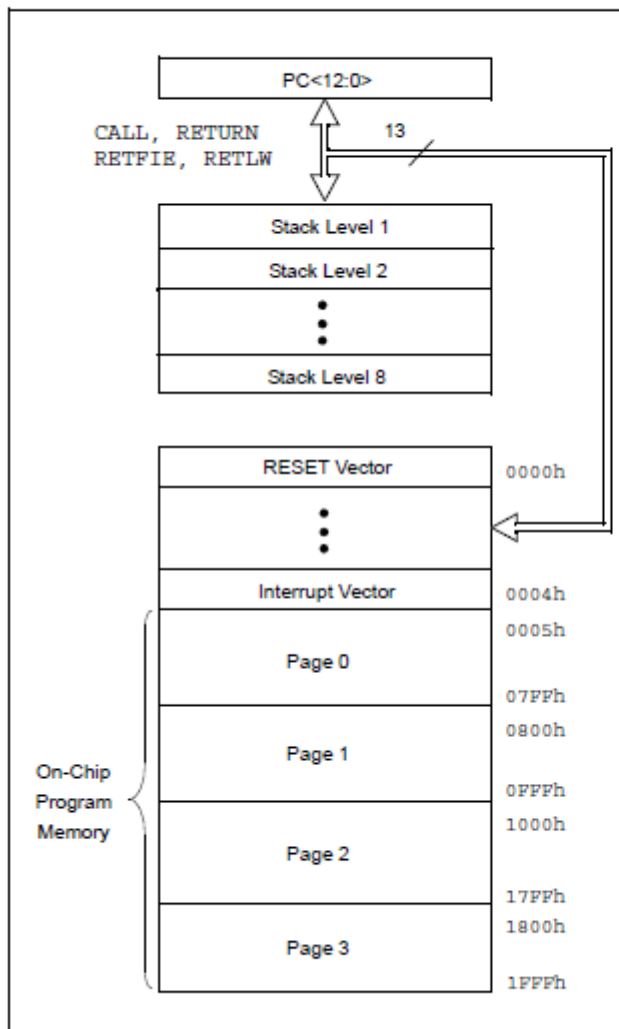 PC<12:0>
CALL, RETURN
RETFIE, RETLW
13
Stack Level 1
Stack Level 2
Stack Level 8
RESET Vector
0000h
Interrupt Vector
0004h
0005h
Page 0
07FFh
0800h
Page 1
On-Chip
Program
Memory
0FFFh
1000h
Page 2
17FFh
1800h
Page 3
1FFFh